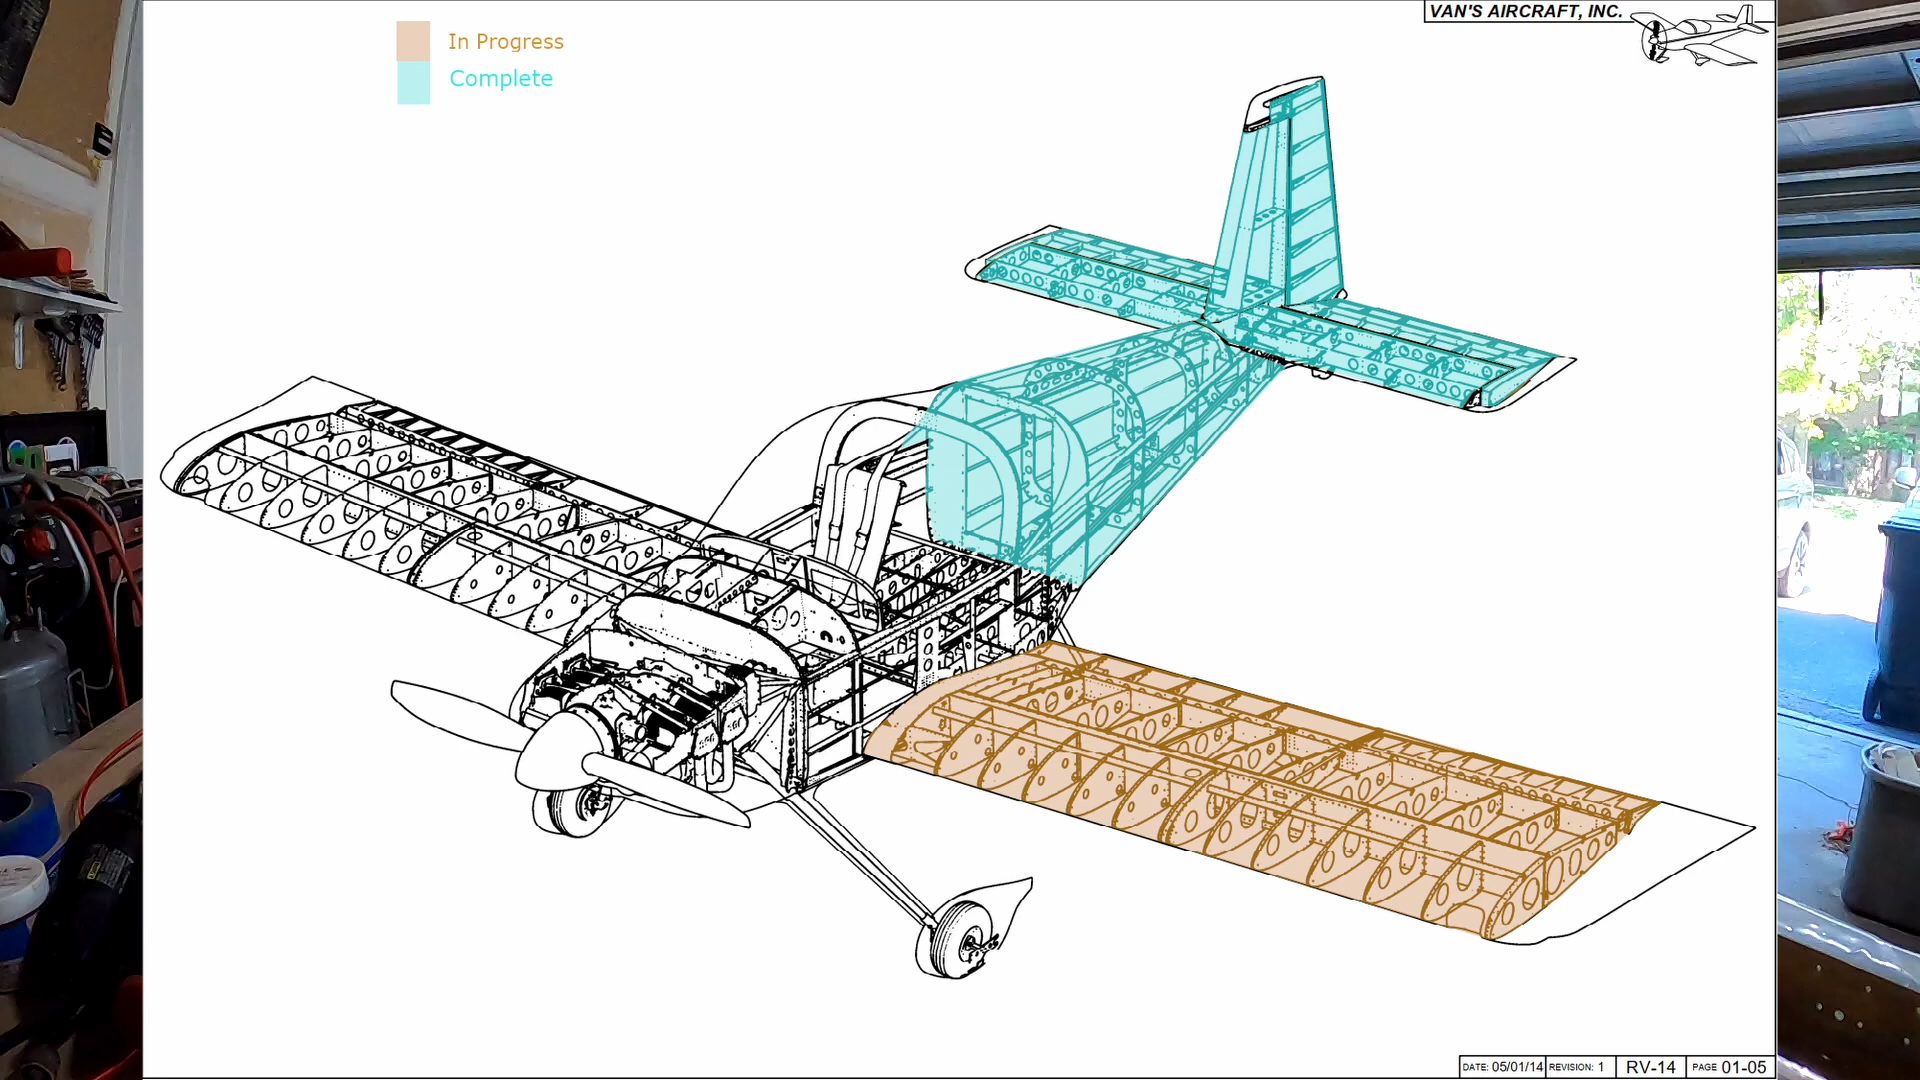 VAN'S AIRCRAFT, INC.
In Progress
Complete
DATE: 05/01/14 REVISION: 1 RV-14 PAGE 01-05